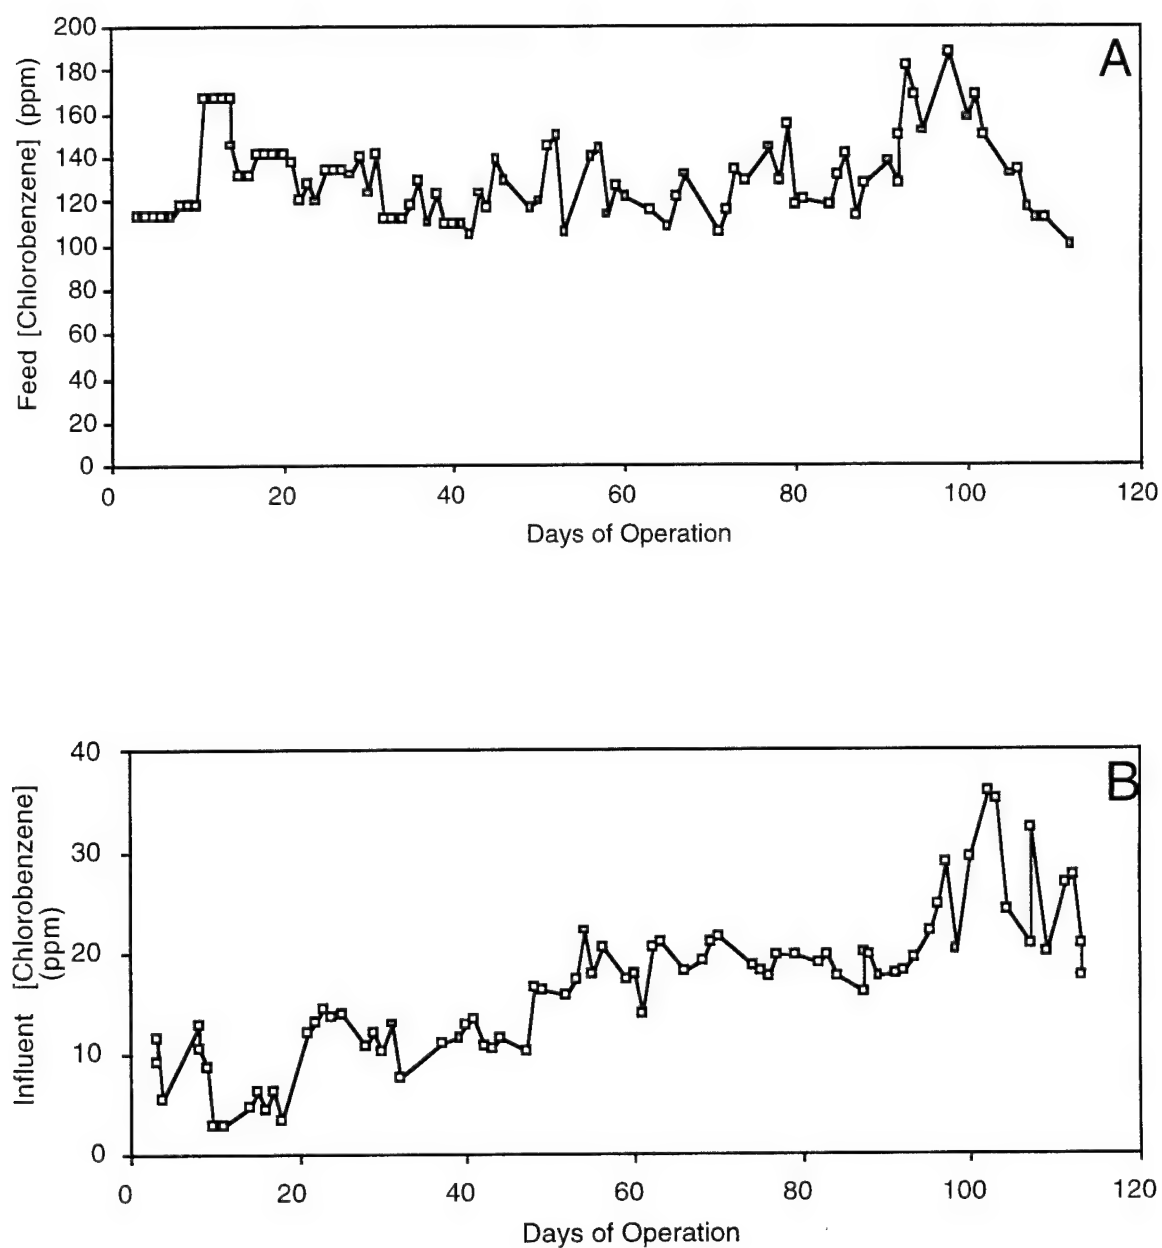 A
Feed [Chlorobenzene] (ppm)
200
180
160
140
120
100
80
60
40
20
0
0 20 40 60 80 100 120
Days of Operation
B
Influent [Chlorobenzene]
(ppm)
40
30
20
10
0
0 20 40 60 80 100 120
Days of Operation